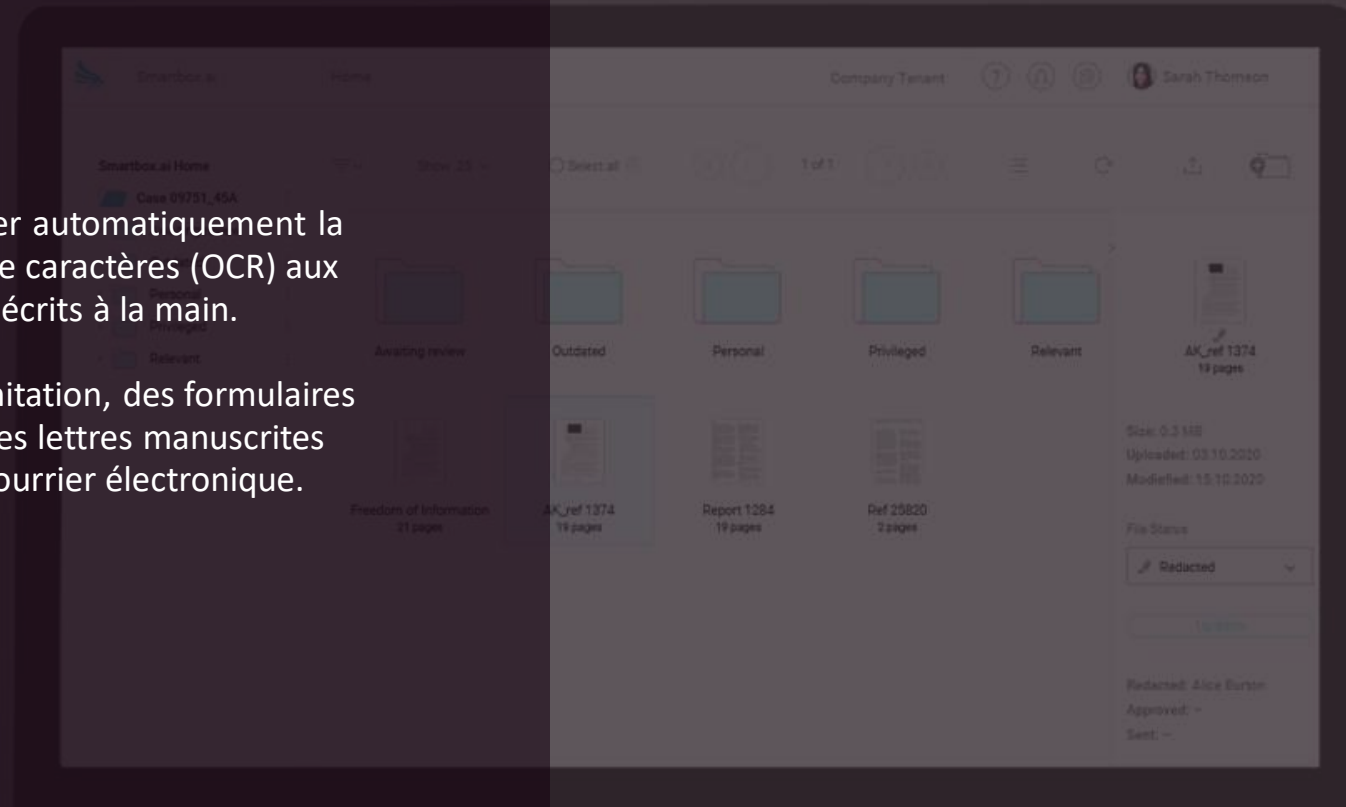 Smartbox.ai
Home
Company Tenant
Sarah Thomson
Smartbox.ai Home
Show 25
Select all
1 of 1
Case 09751_45A
er automatiquement la
e caractères (OCR) aux
écrits à la main.
Personal
Privileged
Relevant
nitation, des formulaires
es lettres manuscrites
ourrier électronique.
Awaiting review
Outdated
Personal
Privileged
Relevant
AK_ref 1374
19 pages
Freedom of Information
21 pages
AK_ref 1374
19 pages
Report 1284
19 pages
Ref 25820
2 pages
Size: 0.3 MB
Uploaded: 03.10.2020
Modiefied: 15.10.2020
File Status
Redacted
Redacted: Alice Burton
Approved: –
Sent: –